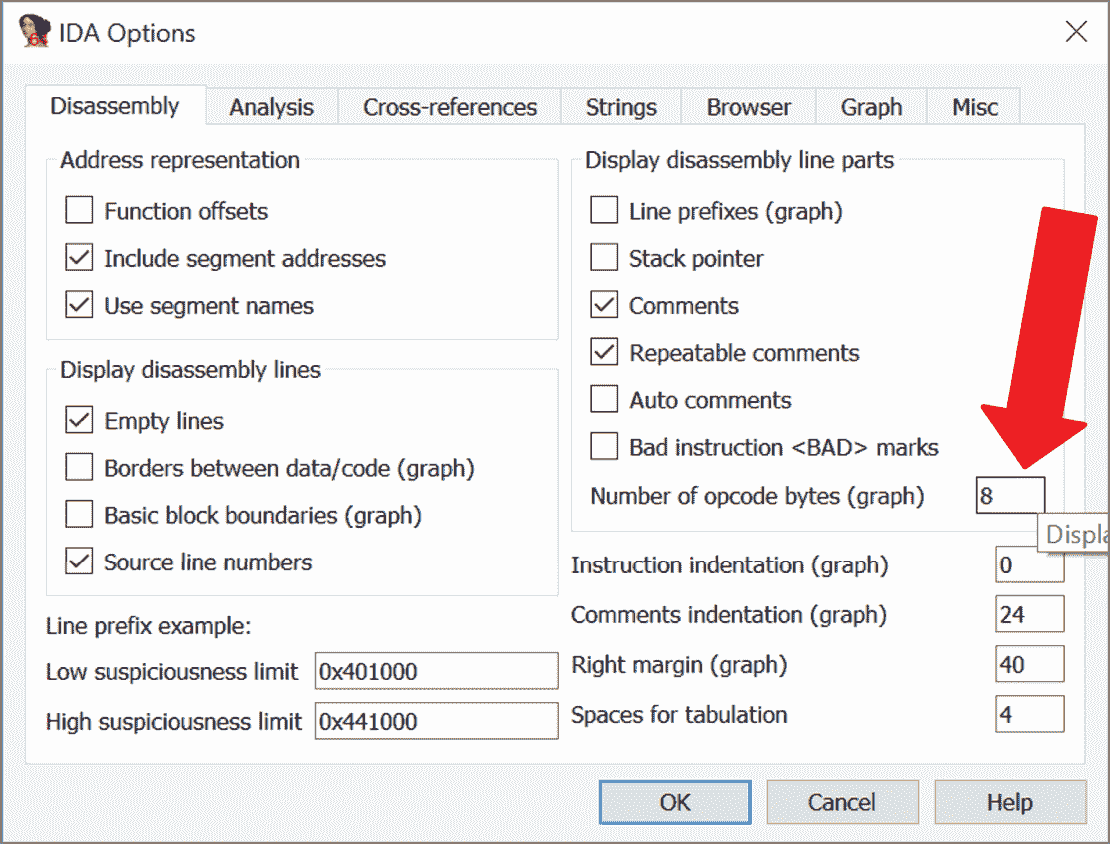 IDA Options
Disassembly
Analysis
Cross-references
Strings
Browser
Graph
Misc
Address representation
Function offsets
Include segment addresses
Use segment names
Display disassembly lines
Empty lines
Borders between data/code (graph)
Basic block boundaries (graph)
Source line numbers
Line prefix example:
Low suspiciousness limit 0x401000
High suspiciousness limit 0x441000
Display disassembly line parts
Line prefixes (graph)
Stack pointer
Comments
Repeatable comments
Auto comments
Bad instruction <BAD> marks
Number of opcode bytes (graph) 8
Displa
Instruction indentation (graph) 0
Comments indentation (graph) 24
Right margin (graph) 40
Spaces for tabulation 4
OK
Cancel
Help